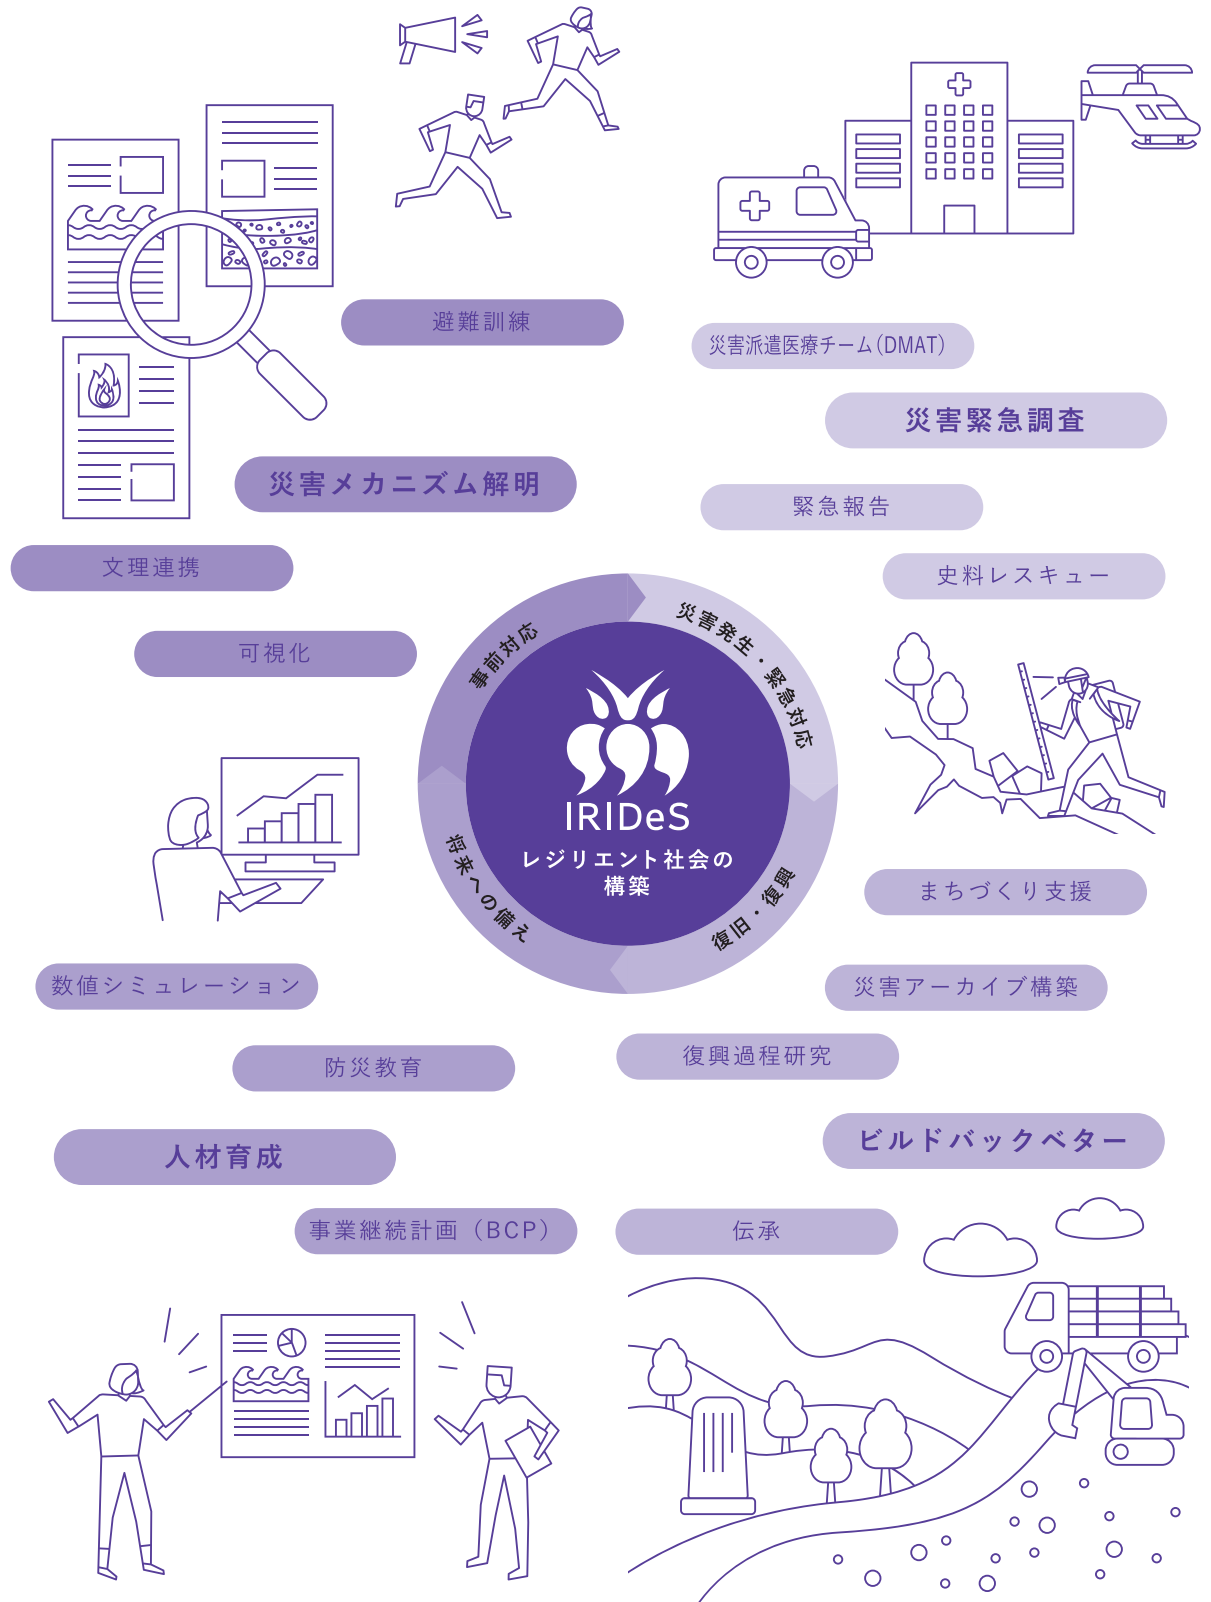 避難訓練
災害派遣医療チーム(DMAT)
災害緊急調査
災害メカニズム解明
緊急報告
文理連携
史料レスキュー
可視化
事前対応
災害発生・緊急対応
IRIDeS
レジリエント社会の
構築
将来への備え
復旧・復興
まちづくり支援
数値シミュレーション
災害アーカイブ構築
復興過程研究
防災教育
人材育成
ビルドバックベター
事業継続計画（BCP）
伝承